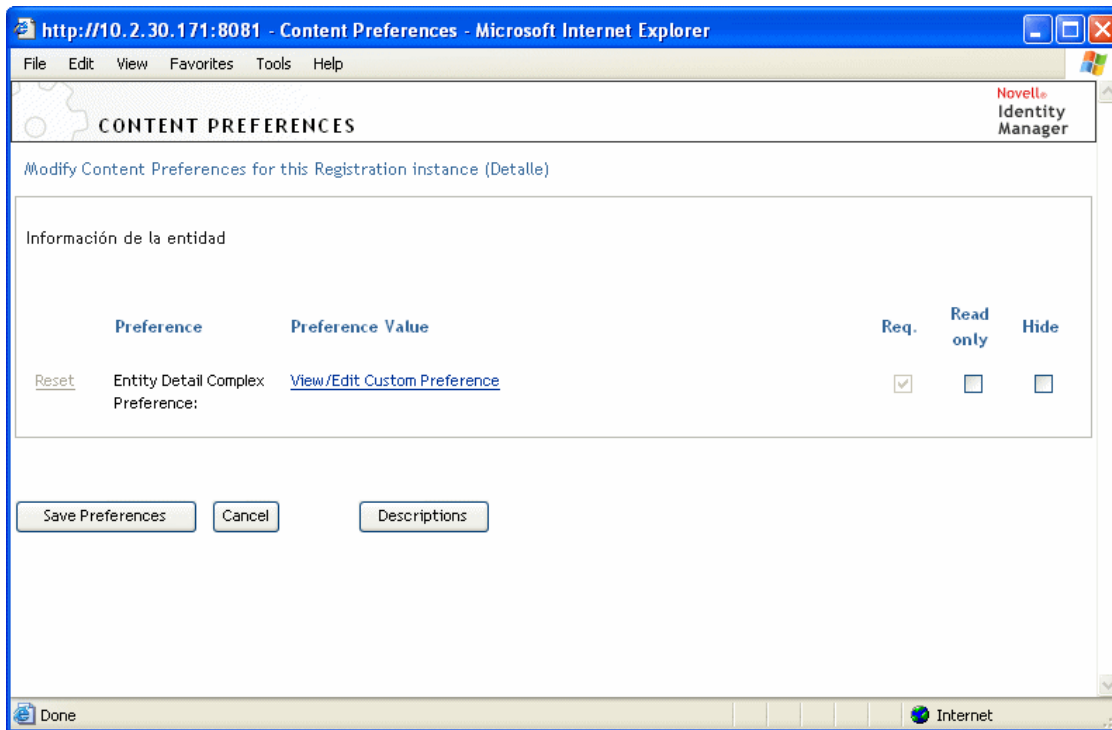 http://10.2.30.171:8081 - Content Preferences - Microsoft Internet Explorer
File Edit View Favorites Tools Help
Novell®
Identity
Manager
CONTENT PREFERENCES
Modify Content Preferences for this Registration instance (Detalle)
Información de la entidad
Preference Preference Value Req. Read only Hide
Reset Entity Detail Complex Preference: View/Edit Custom Preference
Save Preferences Cancel Descriptions
Done Internet